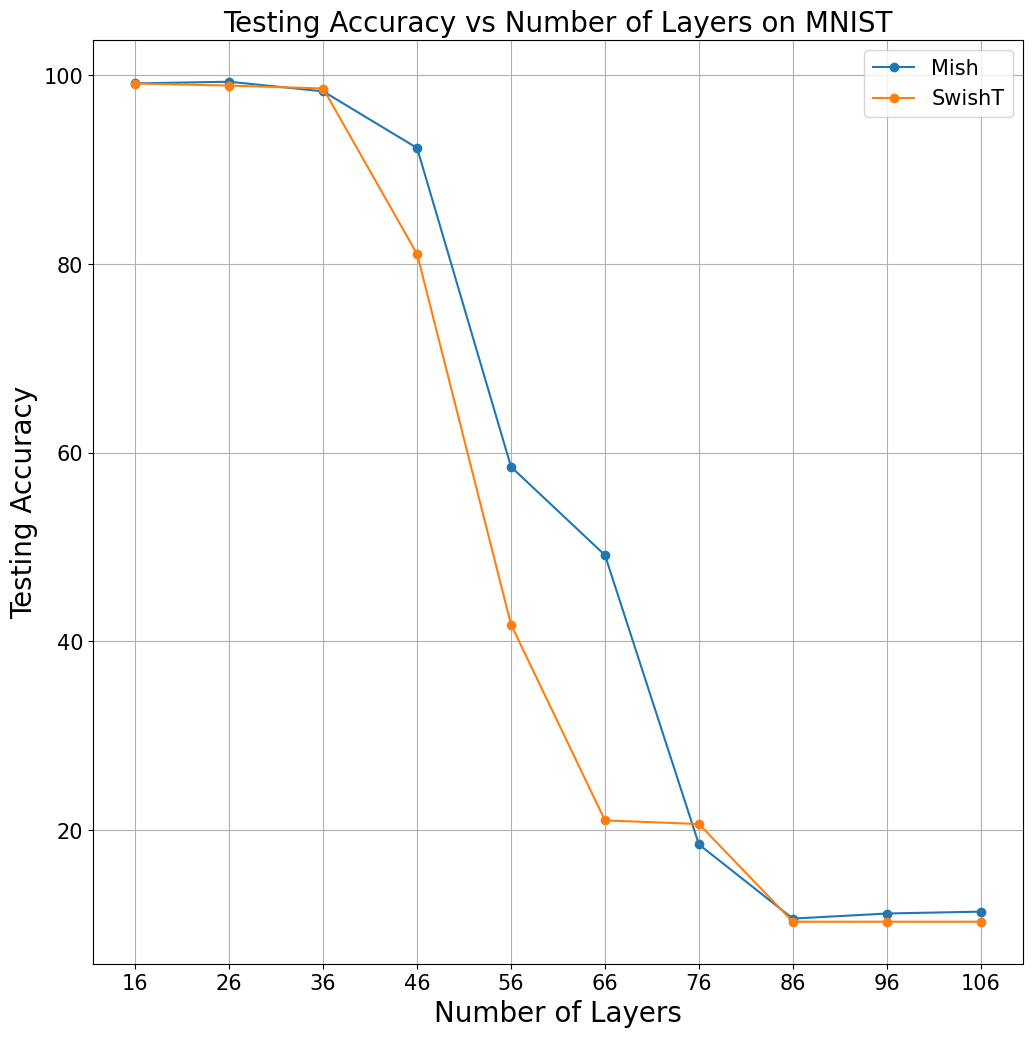 Testing Accuracy vs Number of Layers on MNIST
Mish
SwishT
100
80
60
40
20
Testing Accuracy
16 26 36 46 56 66 76 86 96 106
Number of Layers